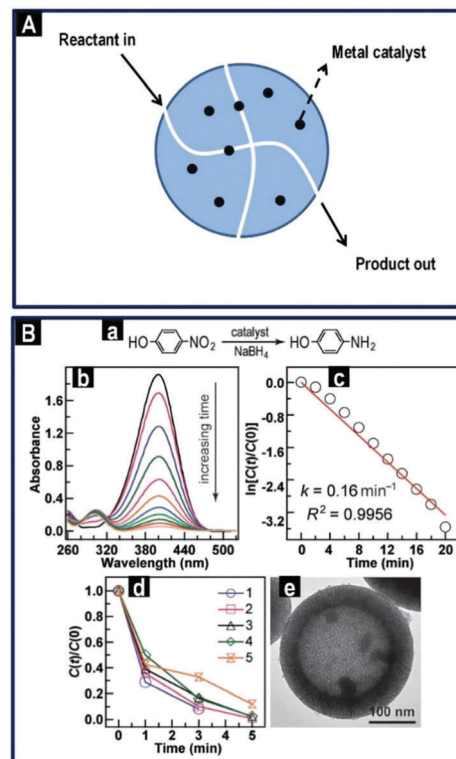 A
Reactant in
Metal catalyst
Product out
B
a
HO
NO₂
catalyst
NaBH₄
HO
NH₂
b
Absorbance
1.6
1.2
0.8
0.4
0.0
260 320 380 440 500
Wavelength (nm)
increasing time
c
ln[C(t)/C(0)]
0.0
-0.8
-1.6
-2.4
-3.2
k = 0.16 min⁻¹
R² = 0.9956
0 4 8 12 16 20
Time (min)
d
C(t)/C(0)
1.0
0.8
0.6
0.4
0.2
0.0
1
2
3
4
5
0 1 2 3 4 5
Time (min)
e
100 nm